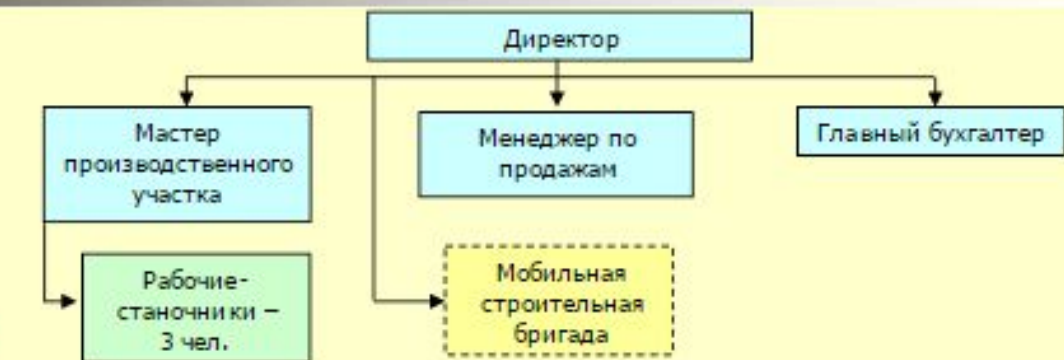 Директор
Мастер
производственного
участка
Менеджер по
продажам
Главный бухгалтер
Рабочие-
станочники –
3 чел.
Мобильная
строительная
бригада